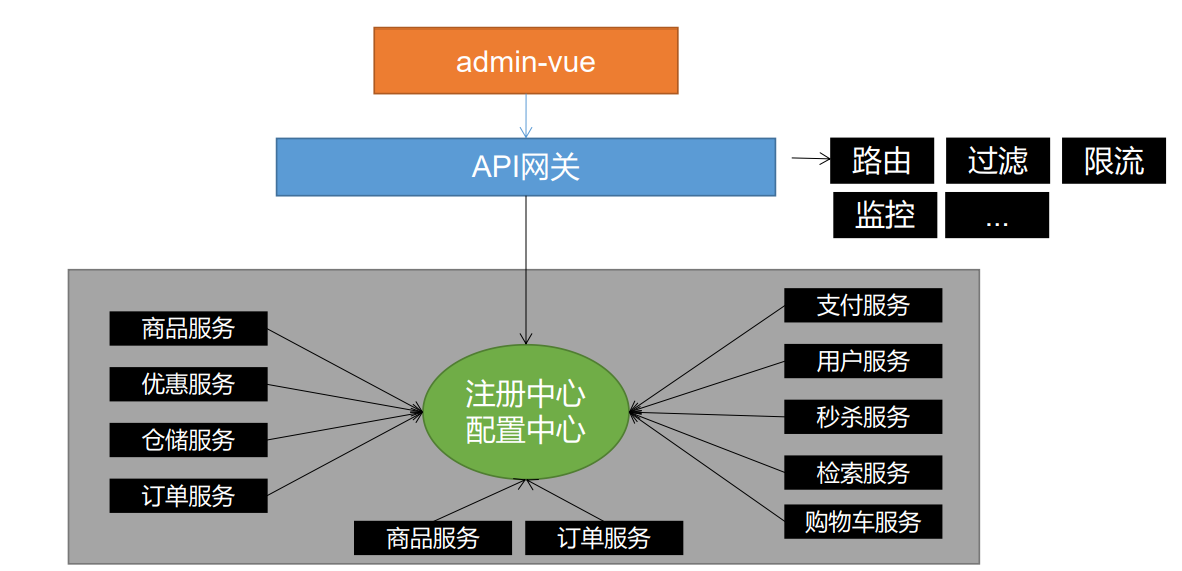 admin-vue
API网关
路由
过滤
限流
监控
...
商品服务
优惠服务
仓储服务
订单服务
注册中心
配置中心
支付服务
用户服务
秒杀服务
检索服务
购物车服务
商品服务
订单服务